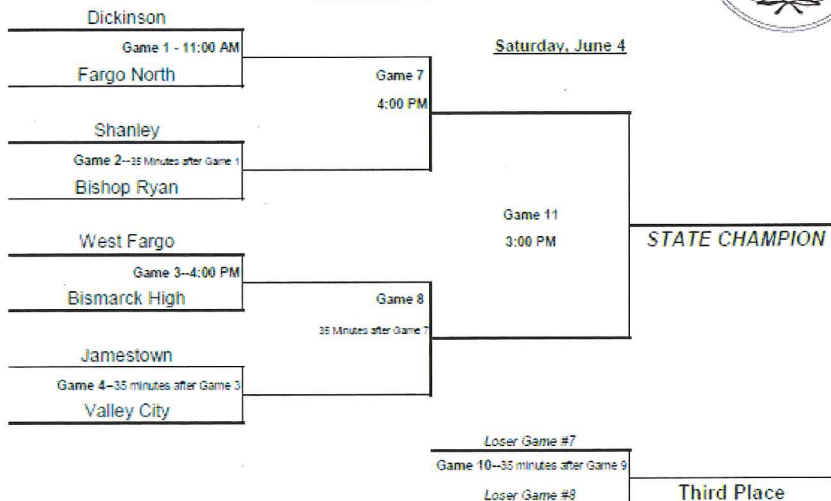 Dickinson
Game 1 - 11:00 AM
Fargo North
Shanley
Game 2--35 Minutes after Game 1
Bishop Ryan
West Fargo
Game 3--4:00 PM
Bismarck High
Jamestown
Game 4--35 minutes after Game 3
Valley City
Game 7
4:00 PM
Game 8
35 Minutes after Game 7
Saturday, June 4
Game 11
3:00 PM
STATE CHAMPION
Loser Game #7
Game 10--35 minutes after Game 9
Loser Game #8
Third Place